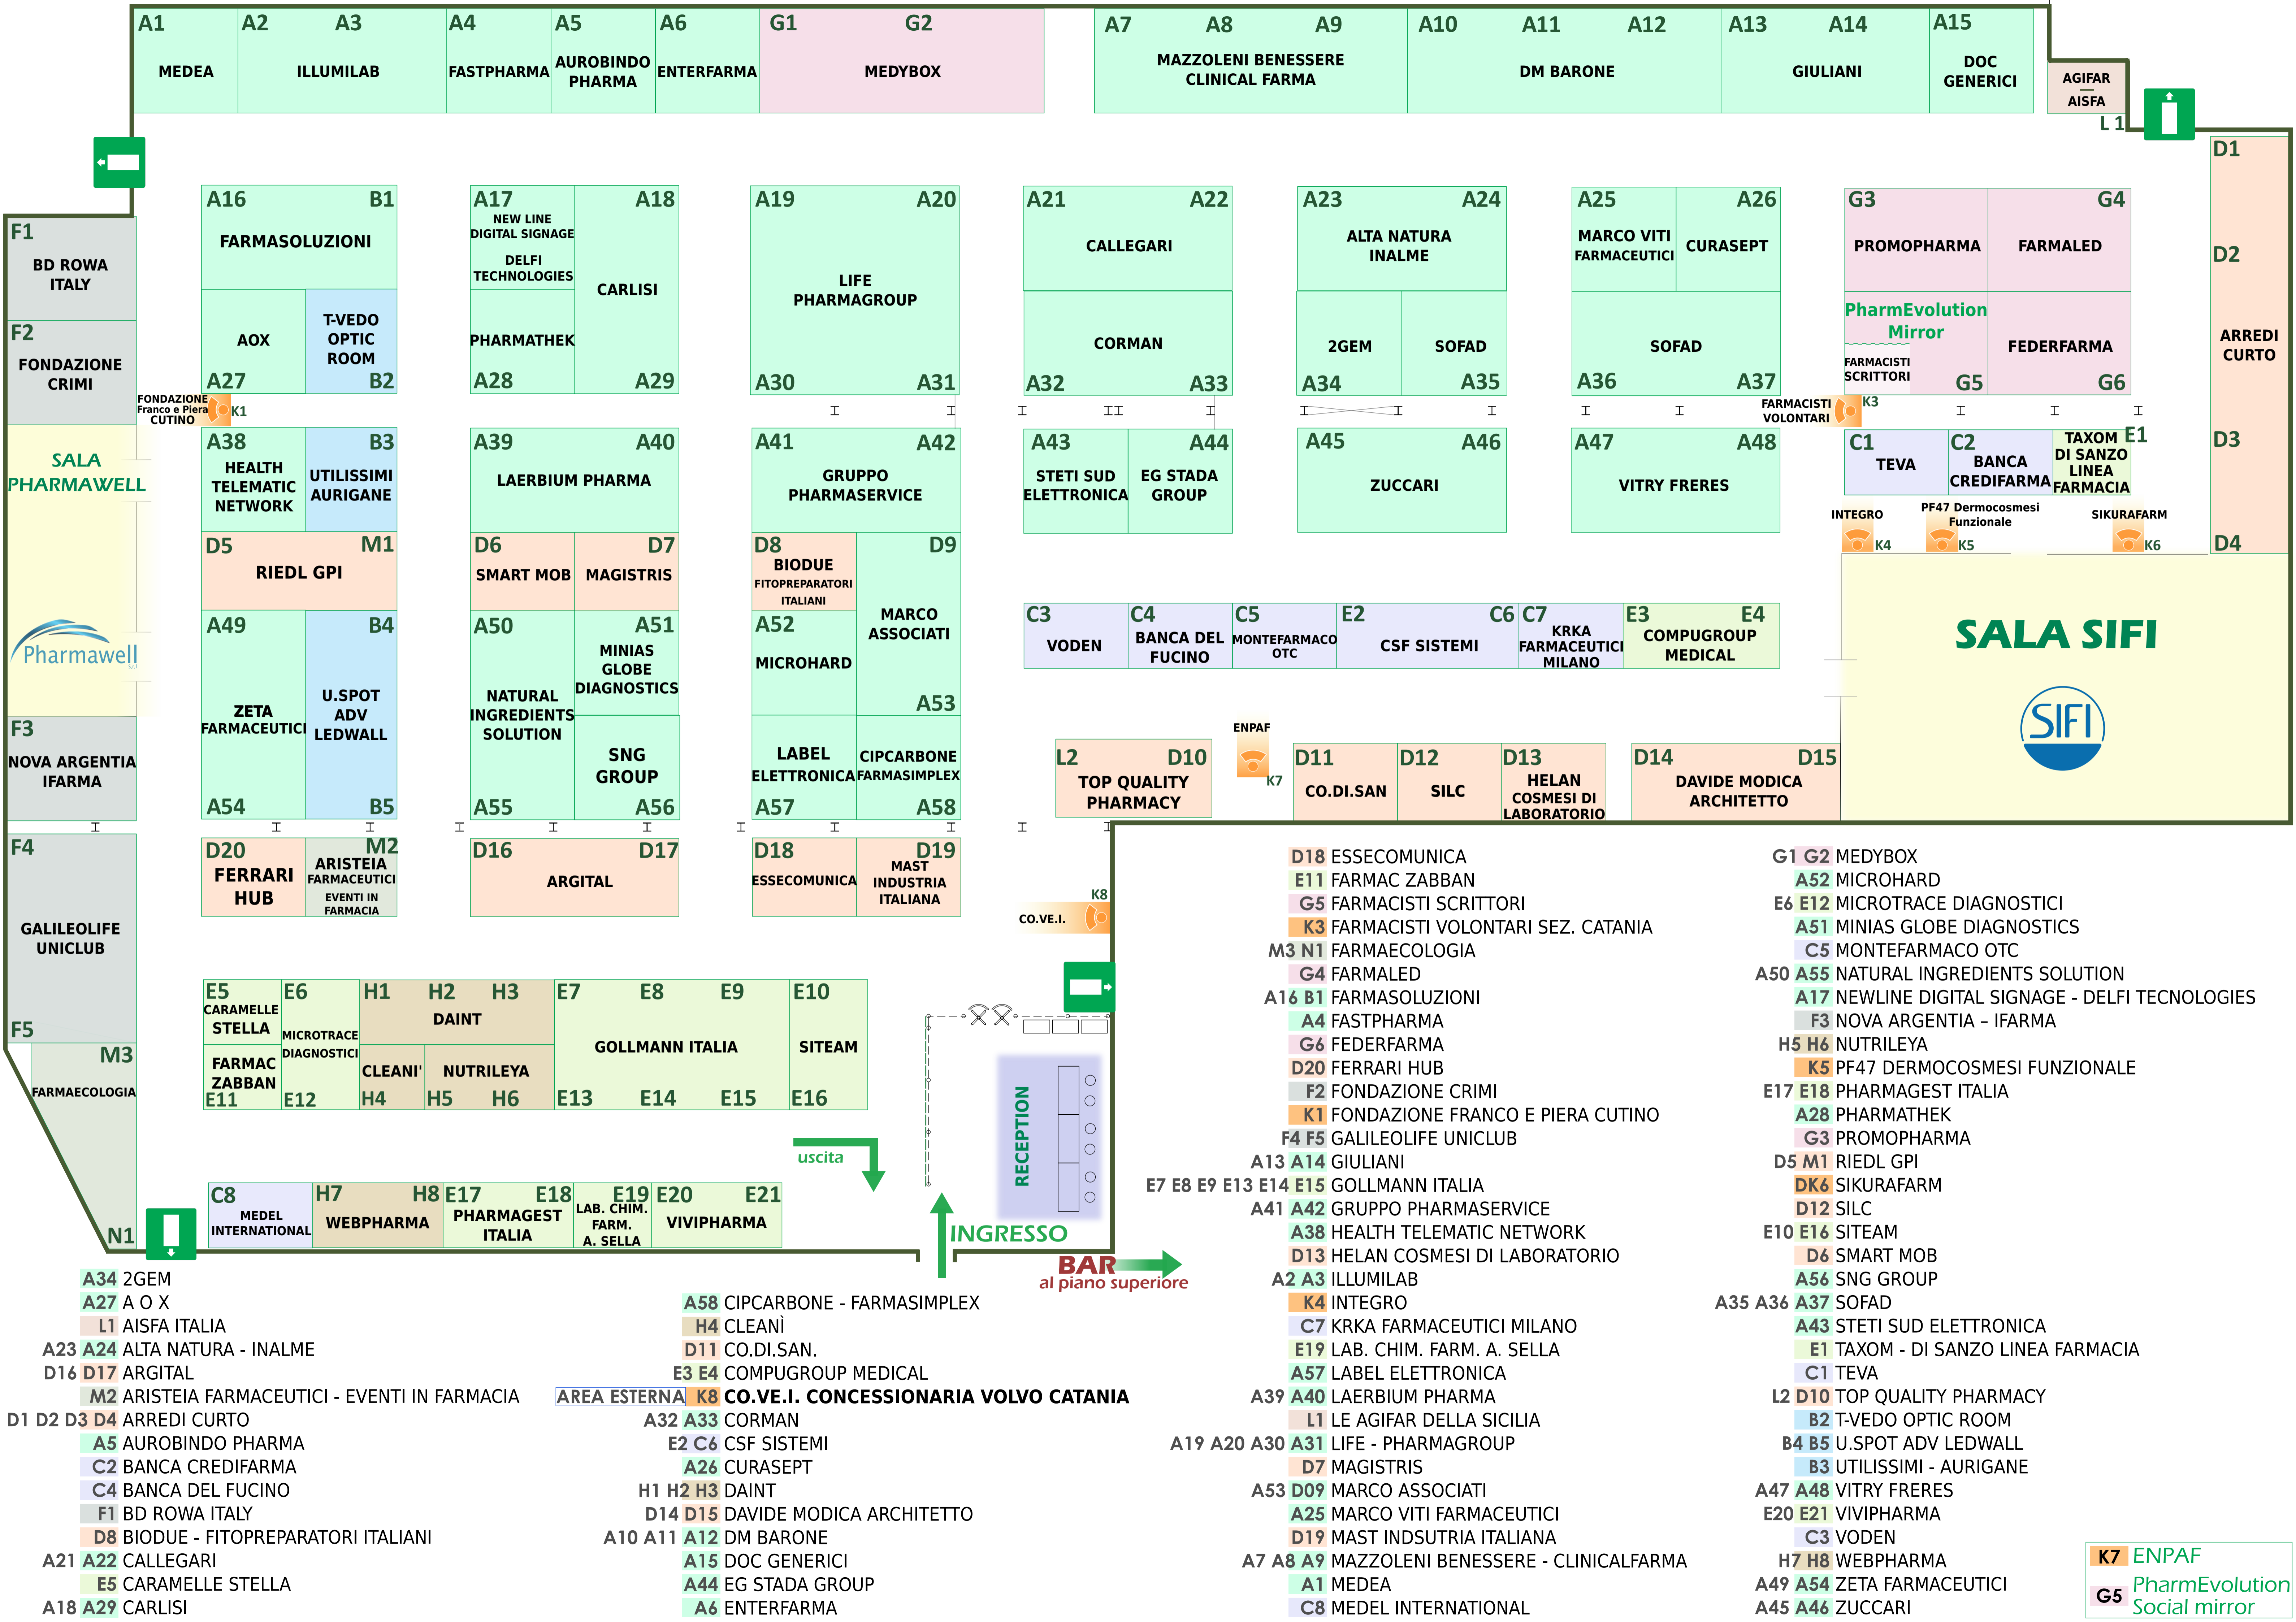 A1
MEDEA
A2 A3
ILLUMILAB
A4
FASTPHARMA
A5
AUROBINDO
PHARMA
A6
ENTERFARMA
G1 G2
MEDYBOX
A7 A8 A9
MAZZOLENI BENESSERE
CLINICAL FARMA
A10 A11 A12
DM BARONE
A13 A14
GIULIANI
A15
DOC
GENERICI
AGIFAR
AISFA
L 1
F1
BD ROWA
ITALY
F2
FONDAZIONE
CRIMI
SALA
PHARMAWELL
Pharmawell
F3
NOVA ARGENTIA
IFARMA
F4
GALILEOLIFE
UNICLUB
F5
M3
FARMAECOLOGIA
N1
A16 B1
FARMASOLUZIONI
AOX
A27
T-VEDO
OPTIC
ROOM
B2
A17
NEW LINE
DIGITAL SIGNAGE
DELFI
TECHNOLOGIES
PHARMATHEK
A28
A18
CARLISI
A29
A19 A20
LIFE
PHARMAGROUP
A30 A31
A21 A22
CALLEGARI
CORMAN
A32 A33
A23 A24
ALTA NATURA
INALME
2GEM
A34
SOFAD
A35
A25
MARCO VITI
FARMACEUTICI
A26
CURASEPT
SOFAD
A36 A37
G3
PROMOPHARMA
G4
FARMALED
PharmEvolution
Mirror
FARMACISTI
SCRITTORI
G5
FEDERFARMA
G6
D1
D2
ARREDI
CURTO
D3
D4
FONDAZIONE
Franco e Piera
CUTINO
K1
FARMACISTI
VOLONTARI
K3
A38
HEALTH
TELEMATIC
NETWORK
B3
UTILISSIMI
AURIGANE
A39 A40
LAERBIUM PHARMA
A41 A42
GRUPPO
PHARMASERVICE
A43
STETI SUD
ELETTRONICA
A44
EG STADA
GROUP
A45 A46
ZUCCARI
A47 A48
VITRY FRERES
C1
TEVA
C2
BANCA
CREDIFARMA
E1
TAXOM
DI SANZO
LINEA
FARMACIA
INTEGRO
K4
PF47 Dermocosmesi
Funzionale
K5
SIKURAFARM
K6
D5 M1
RIEDL GPI
D6
SMART MOB
D7
MAGISTRIS
D8
BIODUE
FITOPREPARATORI
ITALIANI
D9
MARCO
ASSOCIATI
A53
A49
ZETA
FARMACEUTICI
A54
B4
U.SPOT
ADV
LEDWALL
B5
A50
NATURAL
INGREDIENTS
SOLUTION
A55
A51
MINIAS
GLOBE
DIAGNOSTICS
SNG
GROUP
A56
A52
MICROHARD
LABEL
ELETTRONICA
A57
CIPCARBONE
FARMASIMPLEX
A58
C3
VODEN
C4
BANCA DEL
FUCINO
C5
MONTEFARMACO
OTC
E2 C6
CSF SISTEMI
C7
KRKA
FARMACEUTICI
MILANO
E3 E4
COMPUGROUP
MEDICAL
SALA SIFI
SIFI
L2 D10
TOP QUALITY
PHARMACY
ENPAF
K7
D11
CO.DI.SAN
D12
SILC
D13
HELAN
COSMESI DI
LABORATORIO
D14 D15
DAVIDE MODICA
ARCHITETTO
D20
FERRARI
HUB
M2
ARISTEIA
FARMACEUTICI
EVENTI IN
FARMACIA
D16 D17
ARGITAL
D18
ESSECOMUNICA
D19
MAST
INDUSTRIA
ITALIANA
K8
CO.VE.I.
E5
CARAMELLE
STELLA
FARMAC
ZABBAN
E11
E6
MICROTRACE
DIAGNOSTICI
E12
H1 H2 H3
DAINT
CLEANI'
H4
NUTRILEYA
H5 H6
E7 E8 E9
GOLLMANN ITALIA
E13 E14 E15
E10
SITEAM
E16
RECEPTION
uscita
INGRESSO
BAR
al piano superiore
C8
MEDEL
INTERNATIONAL
H7 H8
WEBPHARMA
E17 E18
PHARMAGEST
ITALIA
E19
LAB. CHIM.
FARM.
A. SELLA
E20 E21
VIVIPHARMA
A34 2GEM
A27 A O X
L1 AISFA ITALIA
A23 A24 ALTA NATURA - INALME
D16 D17 ARGITAL
M2 ARISTEIA FARMACEUTICI - EVENTI IN FARMACIA
D1 D2 D3 D4 ARREDI CURTO
A5 AUROBINDO PHARMA
C2 BANCA CREDIFARMA
C4 BANCA DEL FUCINO
F1 BD ROWA ITALY
D8 BIODUE - FITOPREPARATORI ITALIANI
A21 A22 CALLEGARI
E5 CARAMELLE STELLA
A18 A29 CARLISI
A58 CIPCARBONE - FARMASIMPLEX
H4 CLEANÌ
D11 CO.DI.SAN.
E3 E4 COMPUGROUP MEDICAL
AREA ESTERNA K8 CO.VE.I. CONCESSIONARIA VOLVO CATANIA
A32 A33 CORMAN
E2 C6 CSF SISTEMI
A26 CURASEPT
H1 H2 H3 DAINT
D14 D15 DAVIDE MODICA ARCHITETTO
A10 A11 A12 DM BARONE
A15 DOC GENERICI
A44 EG STADA GROUP
A6 ENTERFARMA
D18 ESSECOMUNICA
E11 FARMAC ZABBAN
G5 FARMACISTI SCRITTORI
K3 FARMACISTI VOLONTARI SEZ. CATANIA
M3 N1 FARMAECOLOGIA
G4 FARMALED
A16 B1 FARMASOLUZIONI
A4 FASTPHARMA
G6 FEDERFARMA
D20 FERRARI HUB
F2 FONDAZIONE CRIMI
K1 FONDAZIONE FRANCO E PIERA CUTINO
F4 F5 GALILEOLIFE UNICLUB
A13 A14 GIULIANI
E7 E8 E9 E13 E14 E15 GOLLMANN ITALIA
A41 A42 GRUPPO PHARMASERVICE
A38 HEALTH TELEMATIC NETWORK
D13 HELAN COSMESI DI LABORATORIO
A2 A3 ILLUMILAB
K4 INTEGRO
C7 KRKA FARMACEUTICI MILANO
E19 LAB. CHIM. FARM. A. SELLA
A57 LABEL ELETTRONICA
A39 A40 LAERBIUM PHARMA
L1 LE AGIFAR DELLA SICILIA
A19 A20 A30 A31 LIFE - PHARMAGROUP
D7 MAGISTRIS
A53 D09 MARCO ASSOCIATI
A25 MARCO VITI FARMACEUTICI
D19 MAST INDSUTRIA ITALIANA
A7 A8 A9 MAZZOLENI BENESSERE - CLINICALFARMA
A1 MEDEA
C8 MEDEL INTERNATIONAL
G1 G2 MEDYBOX
A52 MICROHARD
E6 E12 MICROTRACE DIAGNOSTICI
A51 MINIAS GLOBE DIAGNOSTICS
C5 MONTEFARMACO OTC
A50 A55 NATURAL INGREDIENTS SOLUTION
A17 NEWLINE DIGITAL SIGNAGE - DELFI TECNOLOGIES
F3 NOVA ARGENTIA – IFARMA
H5 H6 NUTRILEYA
K5 PF47 DERMOCOSMESI FUNZIONALE
E17 E18 PHARMAGEST ITALIA
A28 PHARMATHEK
G3 PROMOPHARMA
D5 M1 RIEDL GPI
DK6 SIKURAFARM
D12 SILC
E10 E16 SITEAM
D6 SMART MOB
A56 SNG GROUP
A35 A36 A37 SOFAD
A43 STETI SUD ELETTRONICA
E1 TAXOM - DI SANZO LINEA FARMACIA
C1 TEVA
L2 D10 TOP QUALITY PHARMACY
B2 T-VEDO OPTIC ROOM
B4 B5 U.SPOT ADV LEDWALL
B3 UTILISSIMI - AURIGANE
A47 A48 VITRY FRERES
E20 E21 VIVIPHARMA
C3 VODEN
H7 H8 WEBPHARMA
A49 A54 ZETA FARMACEUTICI
A45 A46 ZUCCARI
K7 ENPAF
G5 PharmEvolution
Social mirror